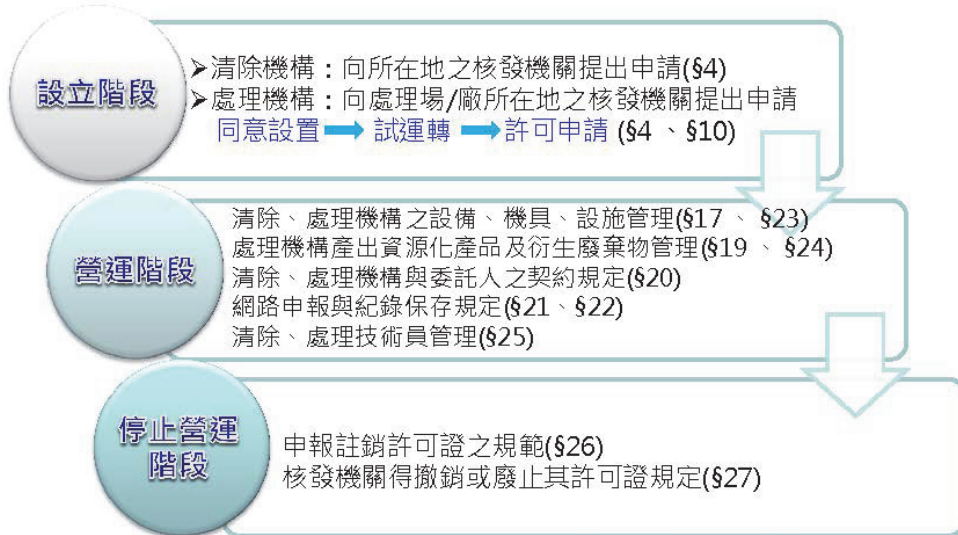 設立階段
➤清除機構：向所在地之核發機關提出申請(§4)
➤處理機構：向處理場/廠所在地之核發機關提出申請
同意設置➡試運轉➡許可申請 (§4 、§10)
營運階段
清除、處理機構之設備、機具、設施管理(§17 、§23)
處理機構產出資源化產品及衍生廢棄物管理(§19 、§24)
清除、處理機構與委託人之契約規定(§20)
網路申報與紀錄保存規定(§21、§22)
清除、處理技術員管理(§25)
停止營運
階段
申報註銷許可證之規範(§26)
核發機關得撤銷或廢止其許可證規定(§27)